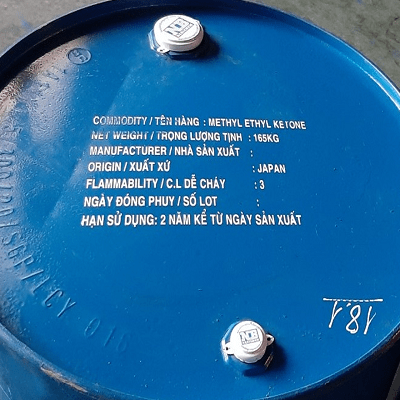 COMMODITY / TÊN HÀNG : METHYL ETHYL KETONE
NET WEIGHT / TRỌNG LƯỢNG TỊNH : 165KG
MANUFACTURER / NHÀ SẢN XUẤT :
ORIGIN / XUẤT XỨ : JAPAN
FLAMMABILITY / C.L DỄ CHÁY : 3
NGÀY ĐÓNG PHUY / SỐ LOT :
HẠN SỬ DỤNG: 2 NĂM KỂ TỪ NGÀY SẢN XUẤT
18.1